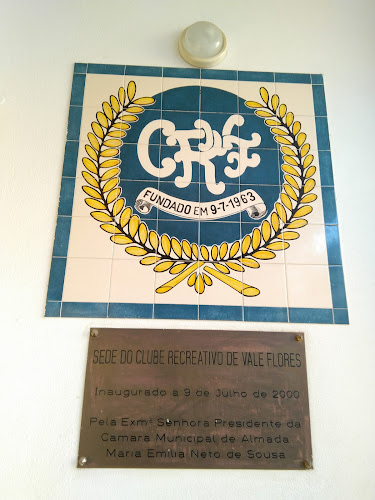 CRVF
FUNDADO EM 9-7-1963
SEDE DO CLUBE RECREATIVO DE VALE FLORES
Inaugurado a 9 de Julho de 2000
Pela Exmª Senhora Presidente da
Câmara Municipal de Almada
Maria Emília Neto de Sousa